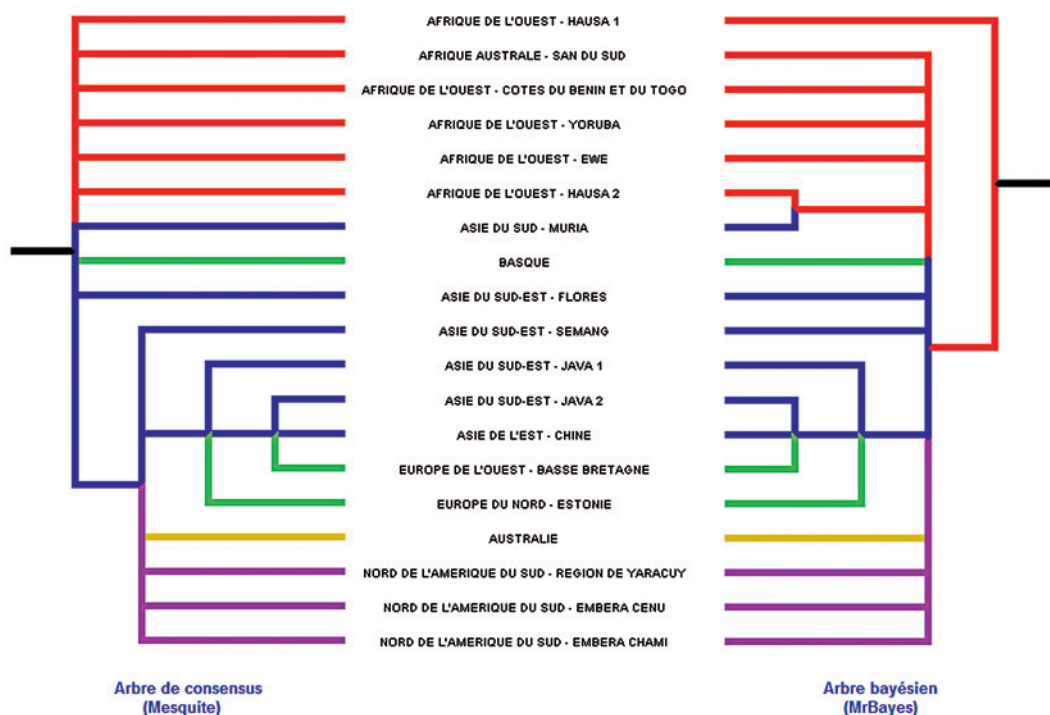 AFRIQUE DE L'OUEST - HAUSA 1
AFRIQUE AUSTRALE - SAN DU SUD
AFRIQUE DE L'OUEST - COTES DU BENIN ET DU TOGO
AFRIQUE DE L'OUEST - YORUBA
AFRIQUE DE L'OUEST - EWE
AFRIQUE DE L'OUEST - HAUSA 2
ASIE DU SUD - MURIA
BASQUE
ASIE DU SUD-EST - FLORES
ASIE DU SUD-EST - SEMANG
ASIE DU SUD-EST - JAVA 1
ASIE DU SUD-EST - JAVA 2
ASIE DE L'EST - CHINE
EUROPE DE L'OUEST - BASSE BRETAGNE
EUROPE DU NORD - ESTONIE
AUSTRALIE
NORD DE L'AMERIQUE DU SUD - REGION DE YARACUY
NORD DE L'AMERIQUE DU SUD - EMBERA CENU
NORD DE L'AMERIQUE DU SUD - EMBERA CHAMI
Arbre de consensus
(Mesquite)
Arbre bayésien
(MrBayes)